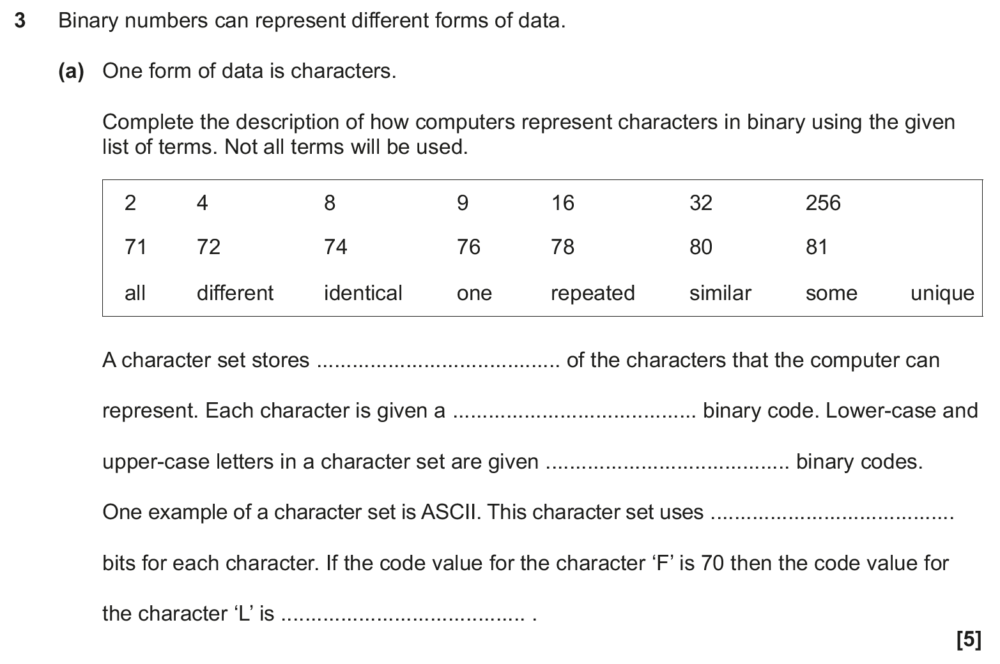 3 Binary numbers can represent different forms of data.
(a) One form of data is characters.
Complete the description of how computers represent characters in binary using the given
list of terms. Not all terms will be used.
2 4 8 9 16 32 256
71 72 74 76 78 80 81
all different identical one repeated similar some unique
A character set stores ......................................... of the characters that the computer can
represent. Each character is given a ......................................... binary code. Lower-case and
upper-case letters in a character set are given ......................................... binary codes.
One example of a character set is ASCII. This character set uses .........................................
bits for each character. If the code value for the character ‘F’ is 70 then the code value for
the character ‘L’ is ......................................... .
[5]